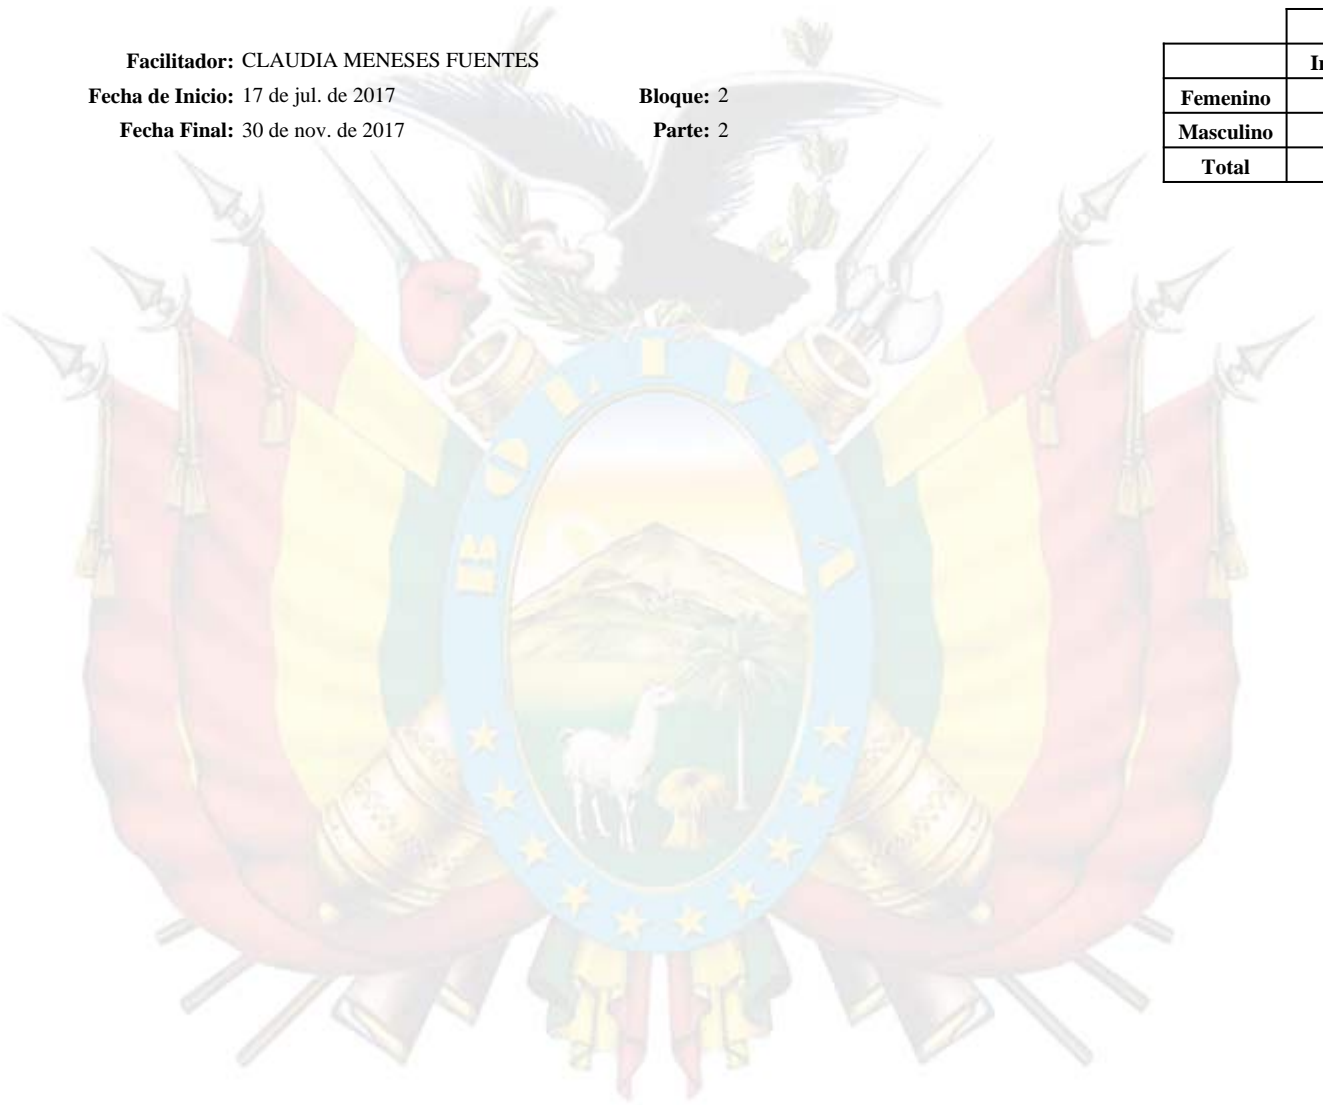 Facilitador: CLAUDIA MENESES FUENTES
Fecha de Inicio: 17 de jul. de 2017 Bloque: 2
Fecha Final: 30 de nov. de 2017 Parte: 2
Femenino
Masculino
Total
BOLIVIA